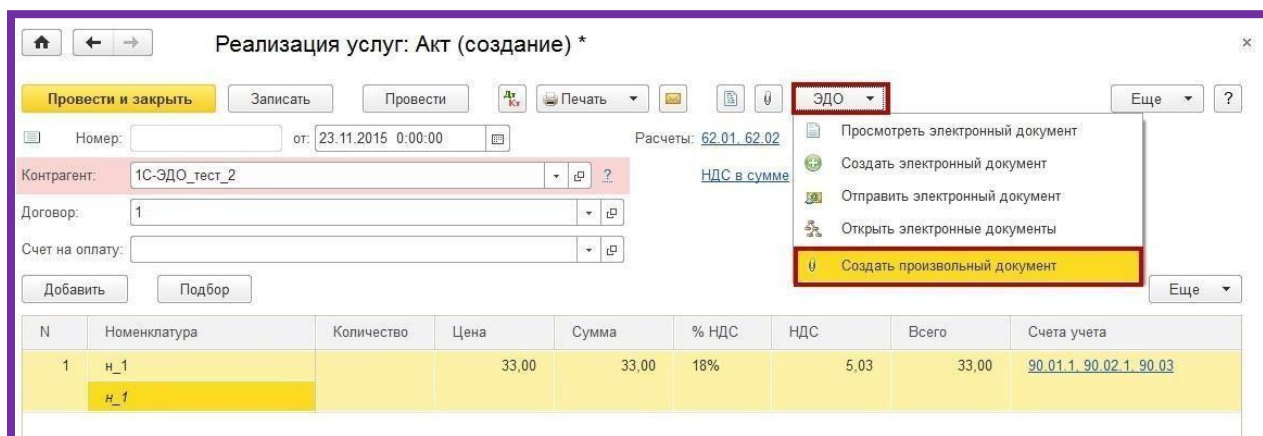 Реализация услуг: Акт (создание) *
Провести и закрыть Записать Провести Дт Кт Печать ЭДО Еще ?
Номер: от: 23.11.2015 0:00:00 Расчеты: 62.01, 62.02 Просмотреть электронный документ
Контрагент: 1С-ЭДО_тест_2 ? НДС в сумме Создать электронный документ
Отправить электронный документ
Договор: 1
Открыть электронные документы
Счет на оплату:
Создать произвольный документ
Добавить Подбор Еще
N Номенклатура Количество Цена Сумма % НДС НДС Всего Счета учета
1 н_1 33,00 33,00 18% 5,03 33,00 90.01.1, 90.02.1, 90.03
н_1